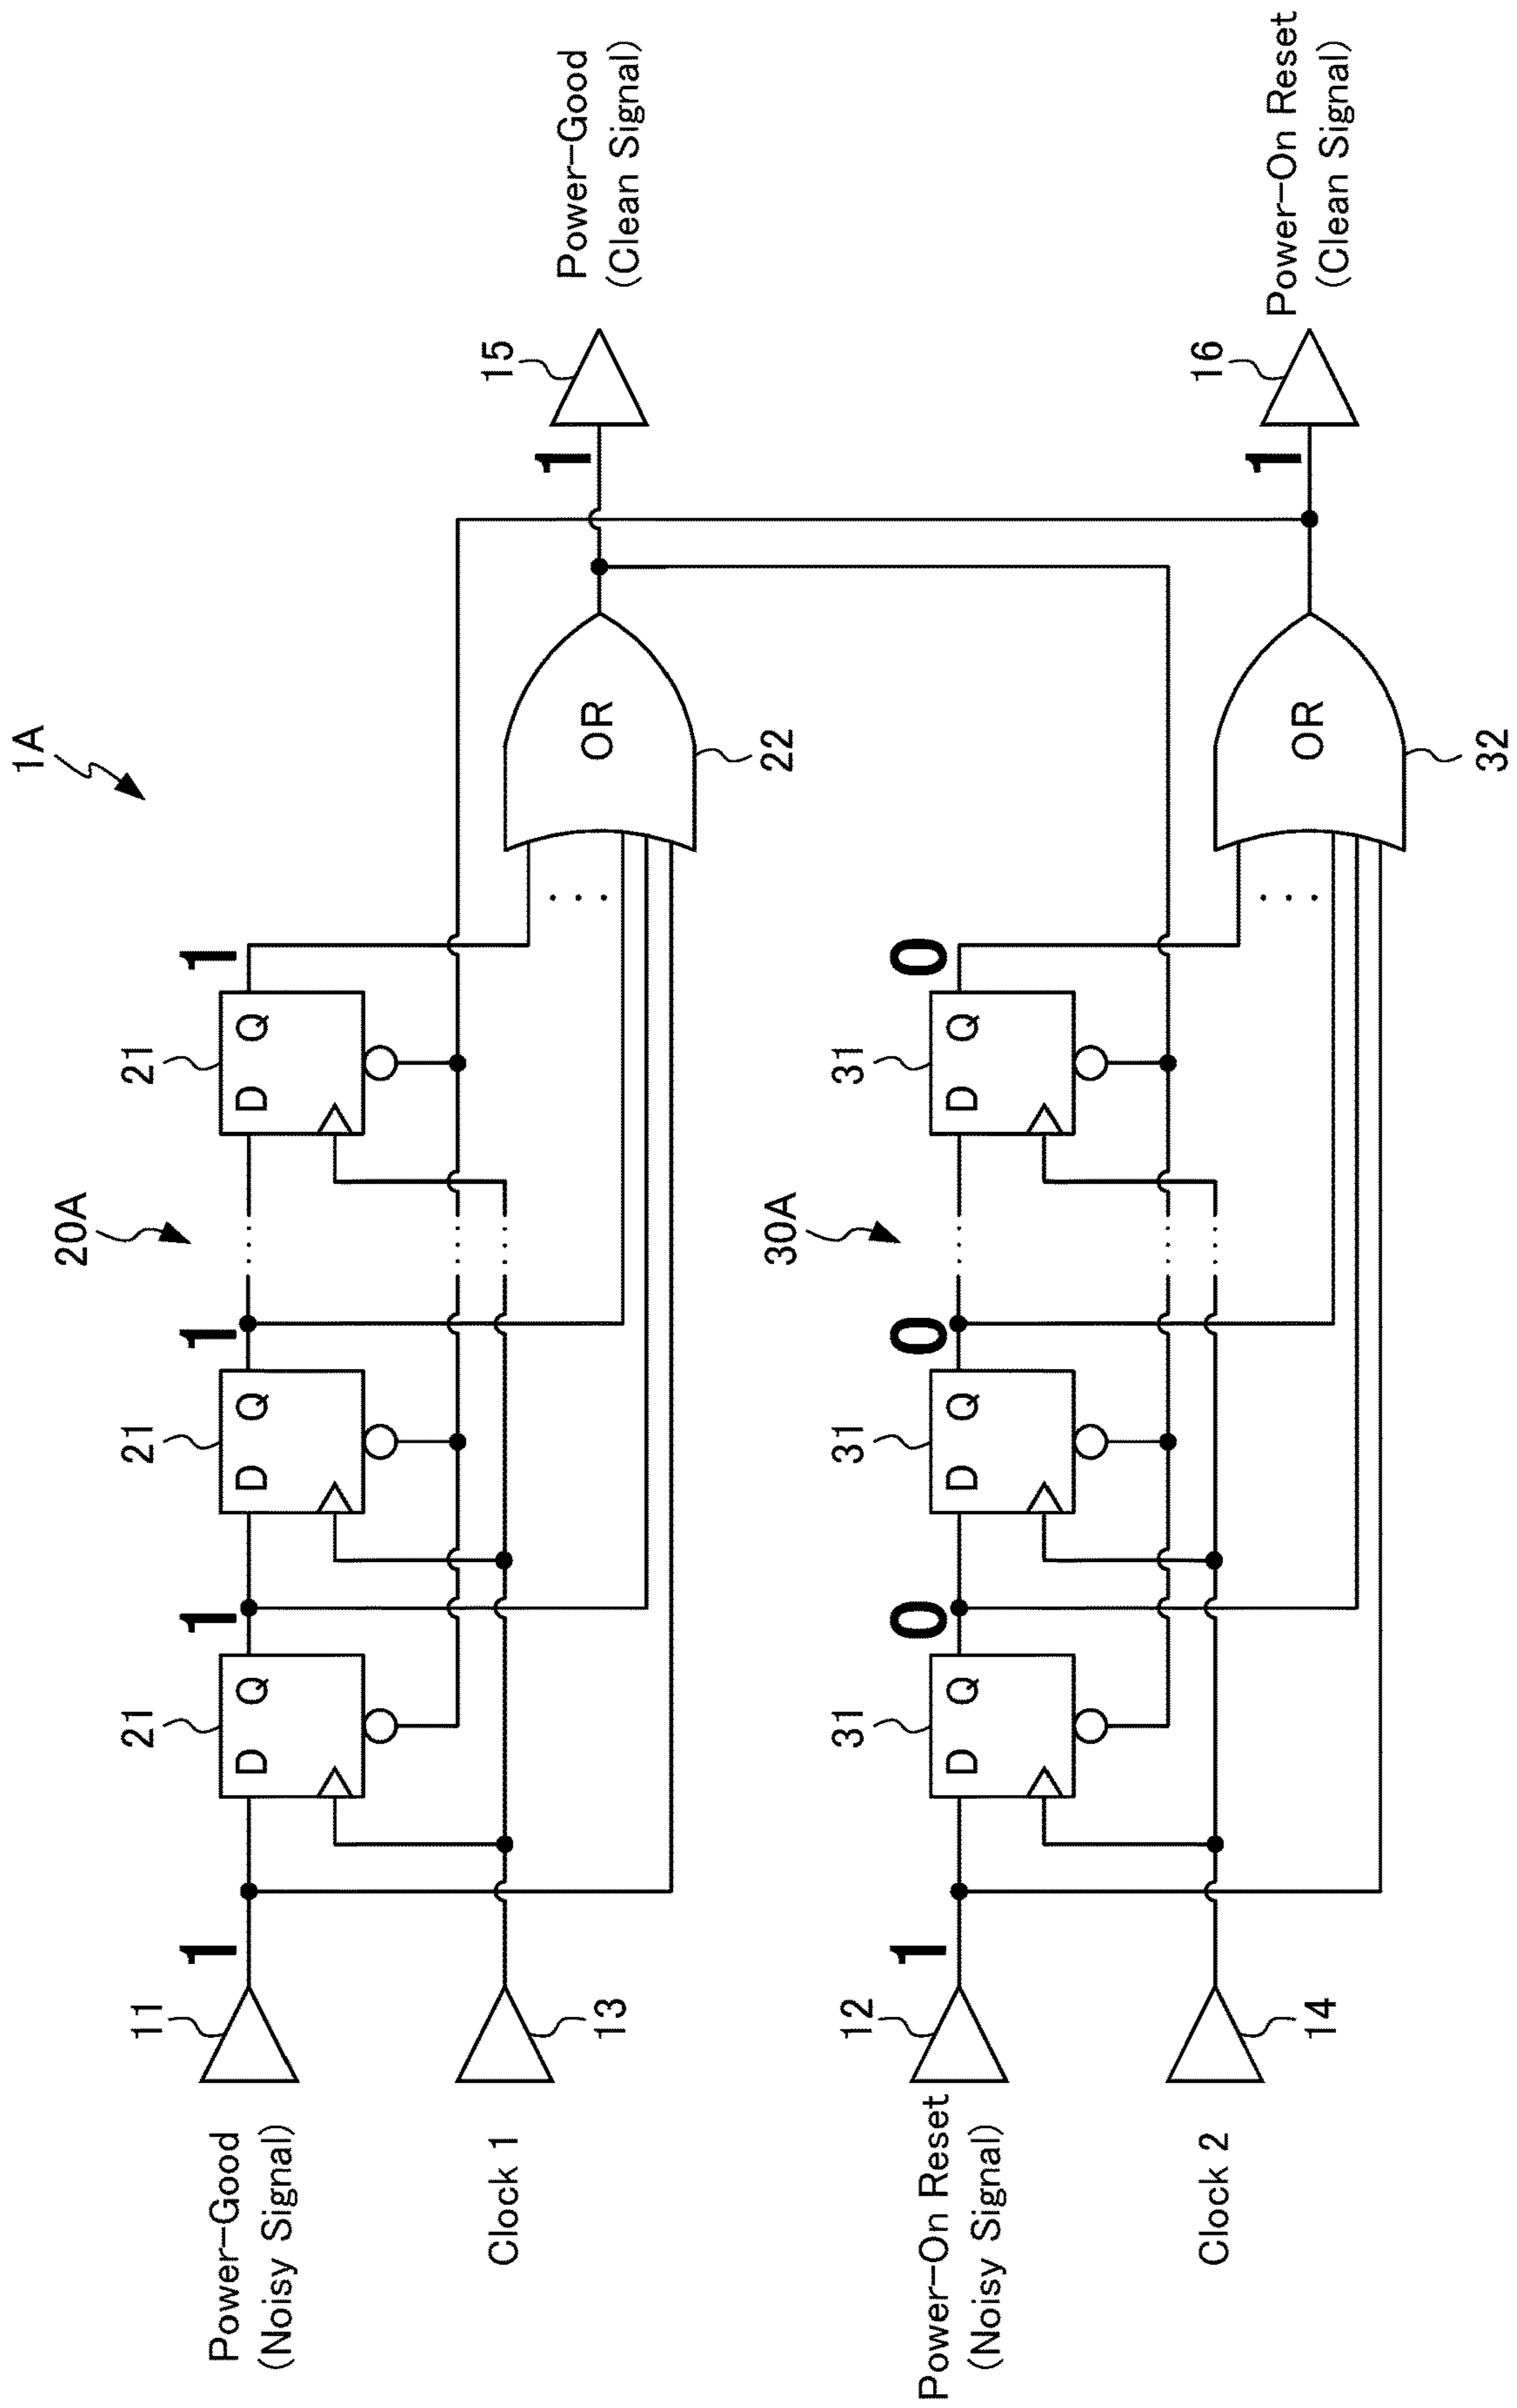 1A
20A
11
1
21
D Q
1
21
D Q
1
21
D Q
1
Power-Good
(Noisy Signal)
Clock 1
13
OR
22
1
15
Power-Good
(Clean Signal)
30A
12
1
31
D Q
0
31
D Q
0
31
D Q
0
Power-On Reset
(Noisy Signal)
Clock 2
14
OR
32
1
16
Power-On Reset
(Clean Signal)